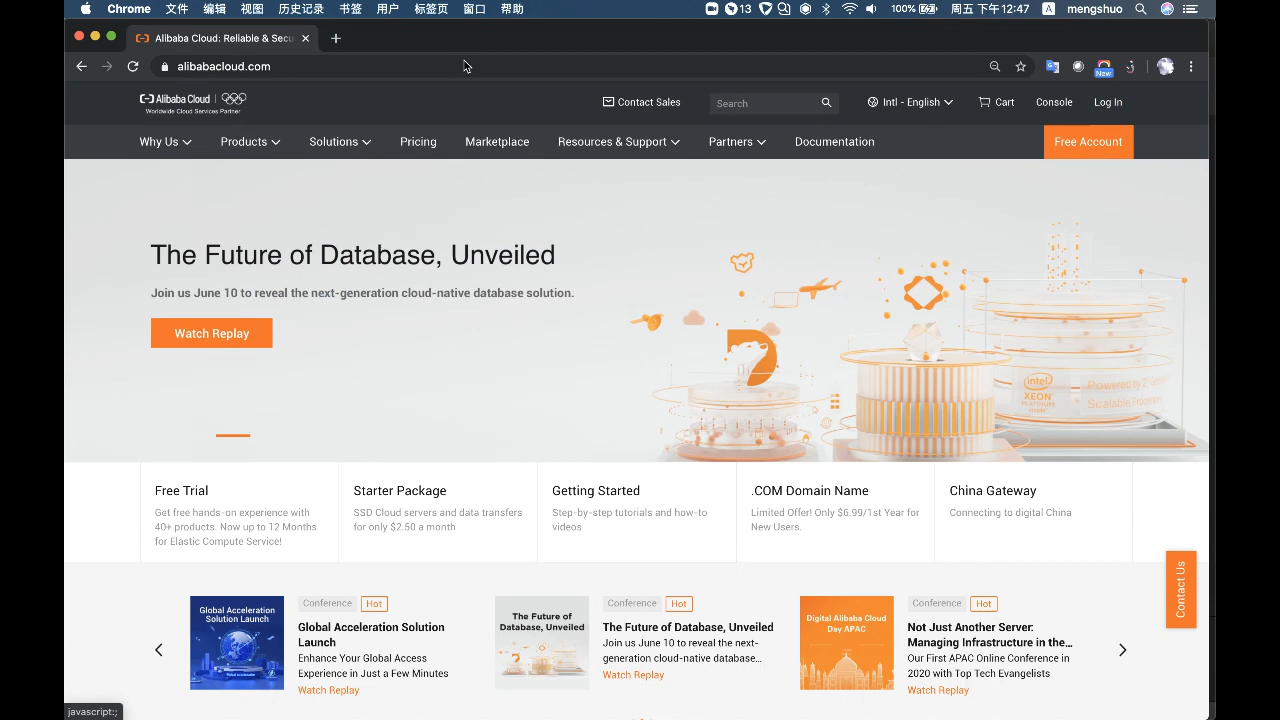 Chrome 文件 编辑 视图 历史记录 书签 用户 标签页 窗口 帮助 13 100% 周五 下午 12:47 A mengshuo
Alibaba Cloud: Reliable & Secu
alibabacloud.com
New
Alibaba Cloud
Worldwide Cloud Services Partner
Contact Sales Search Intl - English Cart Console Log In
Why Us Products Solutions Pricing Marketplace Resources & Support Partners Documentation Free Account
The Future of Database, Unveiled
Join us June 10 to reveal the next-generation cloud-native database solution.
Watch Replay
intel
XEON
PLATINUM
inside
Powered by 2
Scalable
Free Trial
Get free hands-on experience with
40+ products. Now up to 12 Months
for Elastic Compute Service!
Starter Package
SSD Cloud servers and data transfers
for only $2.50 a month
Getting Started
Step-by-step tutorials and how-to
videos
.COM Domain Name
Limited Offer! Only $6.99/1st Year for
New Users.
China Gateway
Connecting to digital China
Contact Us
Global Acceleration
Solution Launch
Conference Hot
Global Acceleration Solution
Launch
Enhance Your Global Access
Experience in Just a Few Minutes
Watch Replay
The Future of
Database, Unveiled
Conference Hot
The Future of Database, Unveiled
Join us June 10 to reveal the next-
generation cloud-native database...
Watch Replay
Digital Alibaba Cloud
Day APAC
Conference Hot
Not Just Another Server:
Managing Infrastructure in the...
Our First APAC Online Conference in
2020 with Top Tech Evangelists
Watch Replay
javascript:;